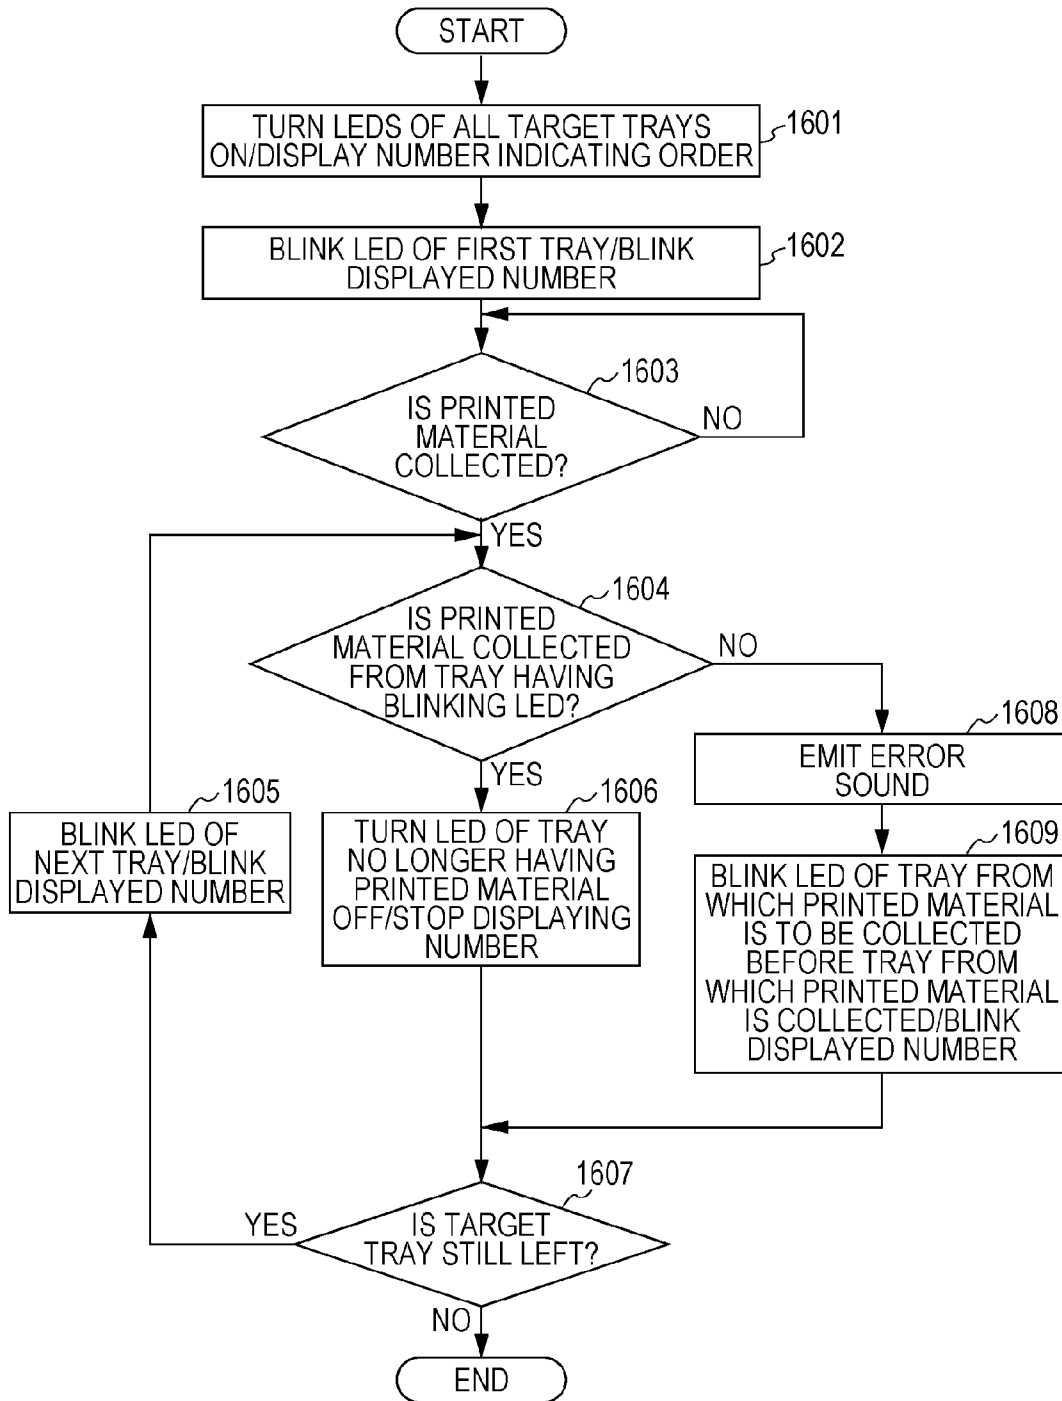 START
TURN LEDS OF ALL TARGET TRAYS
ON/DISPLAY NUMBER INDICATING ORDER
1601
BLINK LED OF FIRST TRAY/BLINK
DISPLAYED NUMBER
1602
1603
IS PRINTED
MATERIAL
COLLECTED?
NO
YES
1604
IS PRINTED
MATERIAL COLLECTED
FROM TRAY HAVING
BLINKING LED?
NO
YES
1608
EMIT ERROR
SOUND
1605
BLINK LED OF
NEXT TRAY/BLINK
DISPLAYED NUMBER
1606
TURN LED OF TRAY
NO LONGER HAVING
PRINTED MATERIAL
OFF/STOP DISPLAYING
NUMBER
1609
BLINK LED OF TRAY FROM
WHICH PRINTED MATERIAL
IS TO BE COLLECTED
BEFORE TRAY FROM
WHICH PRINTED MATERIAL
IS COLLECTED/BLINK
DISPLAYED NUMBER
1607
IS TARGET
TRAY STILL LEFT?
YES
NO
END